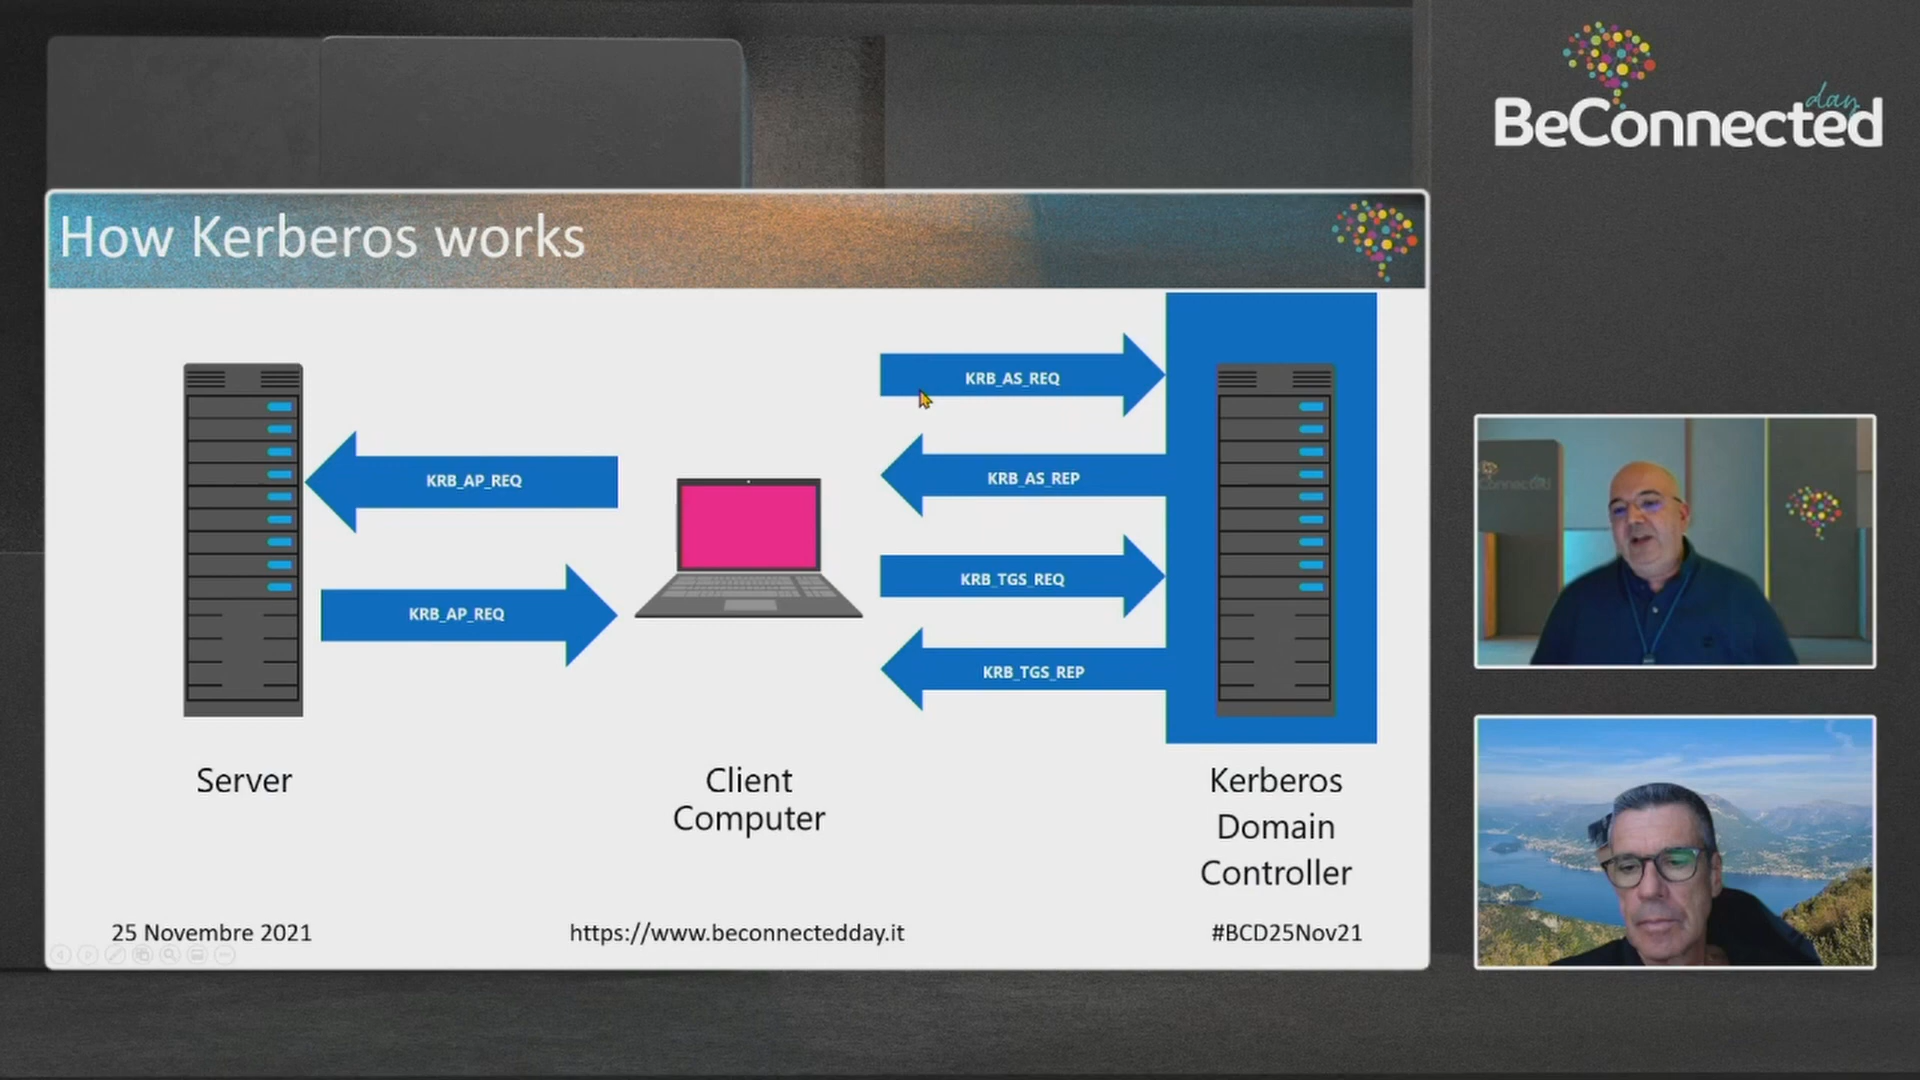 BeConnected
day
How Kerberos works
KRB_AS_REQ
KRB_AP_REQ
KRB_AS_REP
KRB_TGS_REQ
KRB_AP_REQ
KRB_TGS_REP
Server
Client
Computer
Kerberos
Domain
Controller
25 Novembre 2021
https://www.beconnectedday.it
#BCD25Nov21